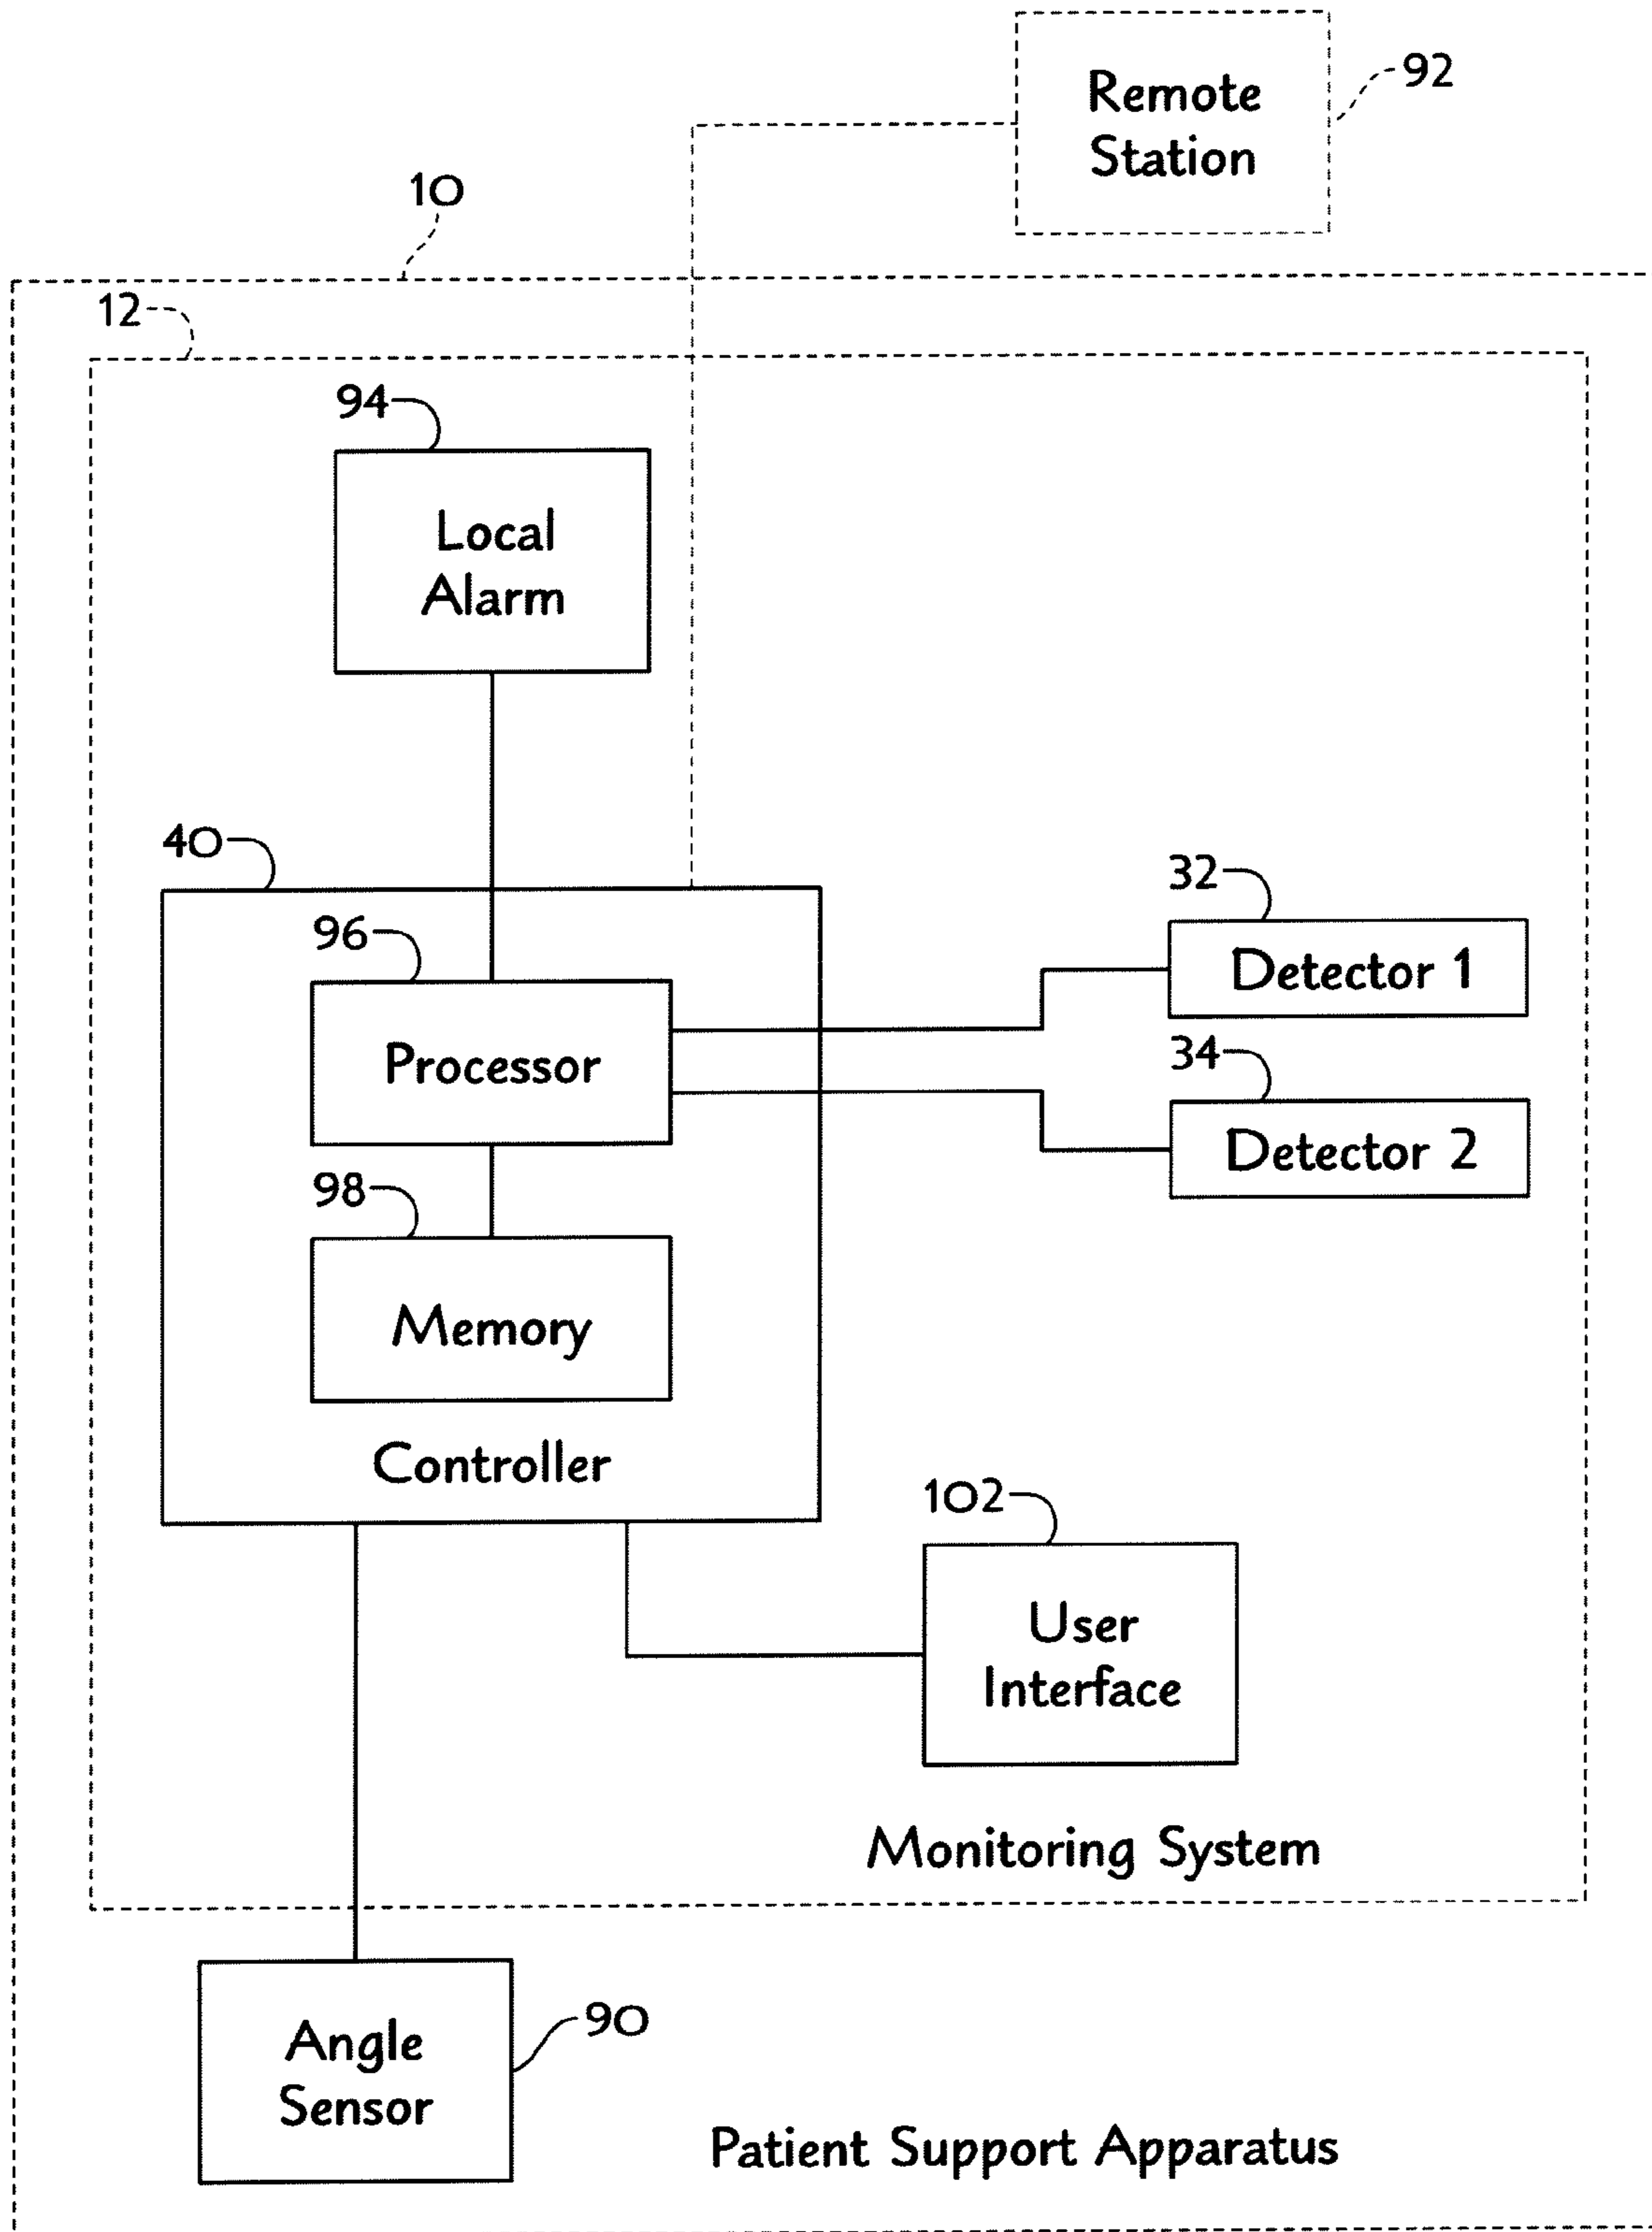 Remote
Station
92
10
12
94
Local
Alarm
40
96
Processor
32
Detector 1
34
Detector 2
98
Memory
Controller
102
User
Interface
Monitoring System
Angle
Sensor
90
Patient Support Apparatus